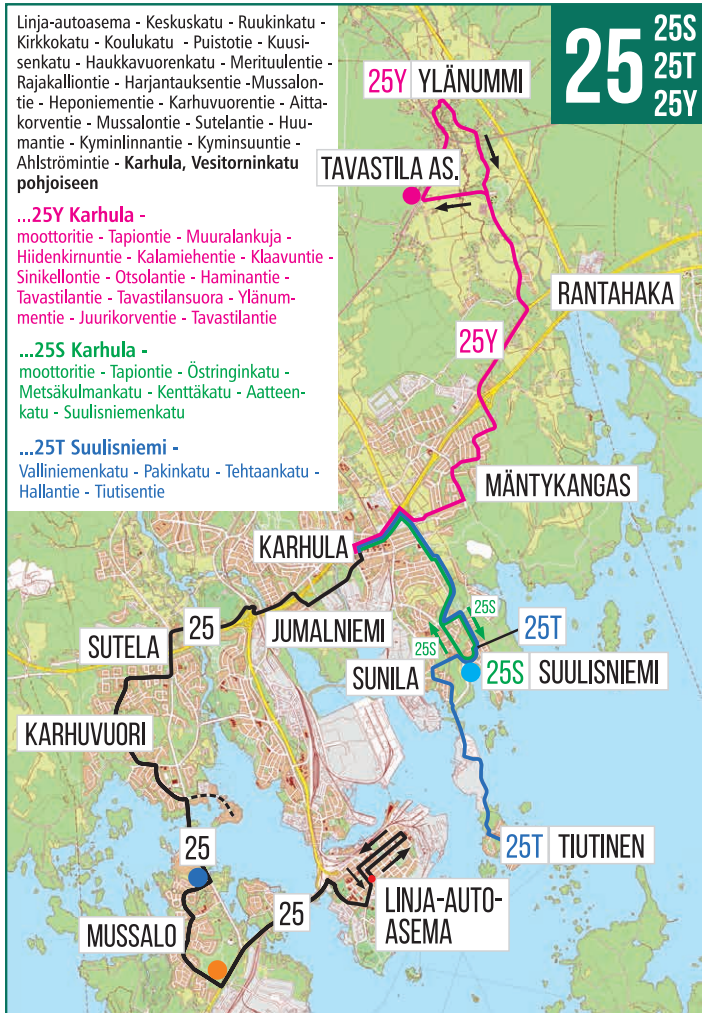 Linja-autoasema - Keskuskatu - Ruukinkatu -
Kirkkokatu - Koulukatu - Puistotie - Kuusi-
senkatu - Haukkavuorenkatu - Merituulentie -
Rajakalliontie - Harjantauksentie -Mussalon-
tie - Heponiementie - Karhuvuorentie - Aitta-
korventie - Mussalontie - Sutelantie - Huu-
mantie - Kyminlinnantie - Kyminsuuntie -
Ahlströmintie - Karhula, Vesitorninkatu
pohjoiseen
...25Y Karhula -
moottoritie - Tapiontie - Muuralankuja -
Hiidenkirnuntie - Kalamiehentie - Klaavuntie -
Sinikellontie - Otsolantie - Haminantie -
Tavastilantie - Tavastilansuora - Ylänum-
mentie - Juurikorventie - Tavastilantie
...25S Karhula -
moottoritie - Tapiontie - Östringinkatu -
Metsäkulmankatu - Kenttäkatu - Aatteen-
katu - Suulisniemenkatu
...25T Suulisniemi -
Valliniemenkatu - Pakinkatu - Tehtaankatu -
Hallantie - Tiutisentie
25
25S
25T
25Y
25Y YLÄNUMMI
TAVASTILA AS.
RANTAHAKA
25Y
MÄNTYKANGAS
KARHULA
25
JUMALNIEMI
SUTELA
25S
25S
25T
SUNILA
25S SUULISNIEMI
KARHUVUORI
25
25T TIUTINEN
25
MUSSALO
LINJA-AUTO-
ASEMA